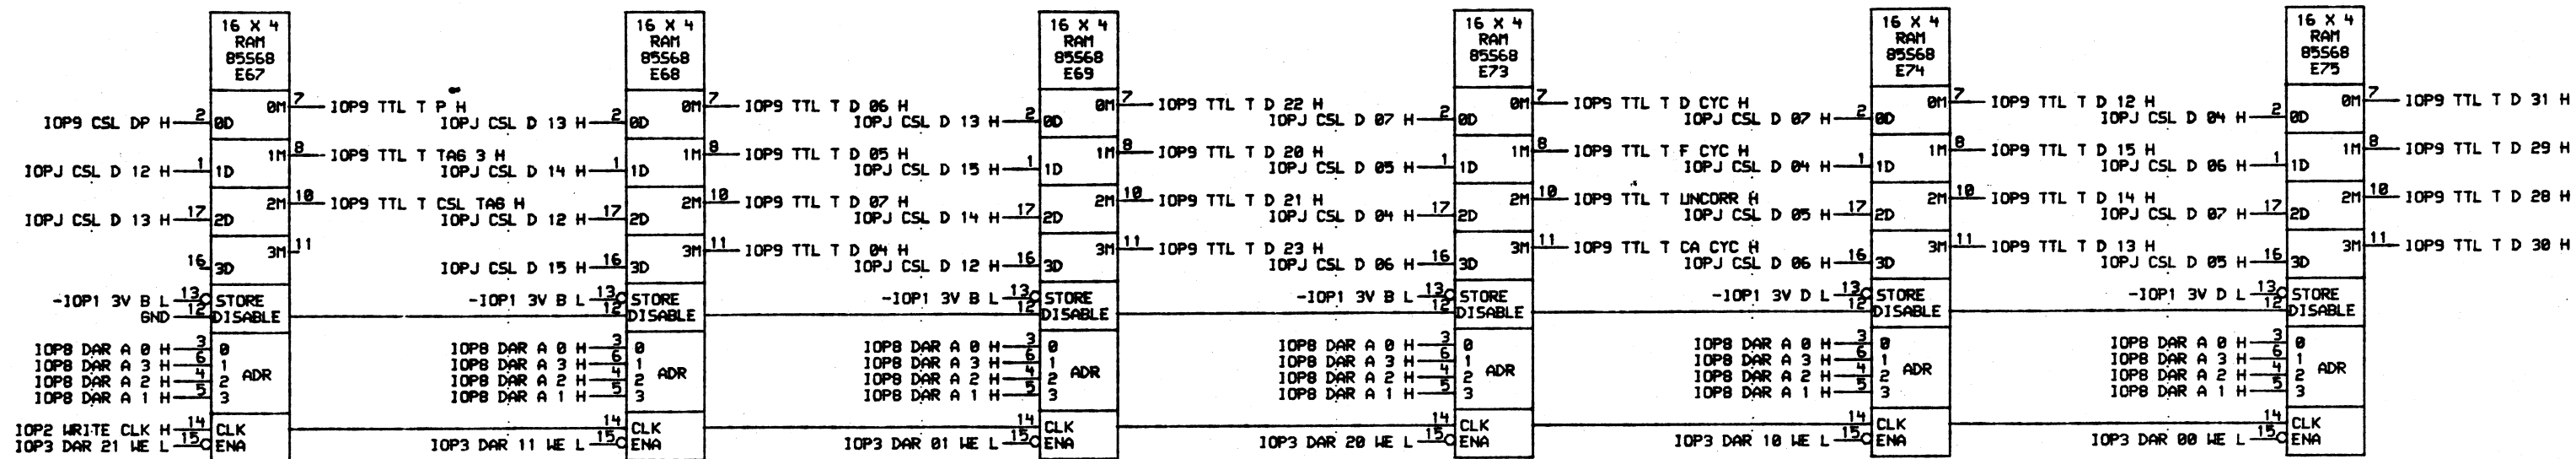 16 X 4
RAM
85S68
E67
IOP9 CSL DP H 2 0D
0M 7 IOP9 TTL T P H
IOPJ CSL D 12 H 1 1D
1M 8 IOP9 TTL T TAG 3 H
IOPJ CSL D 13 H 17 2D
2M 10 IOP9 TTL T CSL TAG H
16 3D
3M 11
-IOP1 3V B L 13 STORE
GND 12 DISABLE
IOP8 DAR A 0 H 3 0
IOP8 DAR A 3 H 6 1
IOP8 DAR A 2 H 4 2 ADR
IOP8 DAR A 1 H 5 3
IOP2 WRITE CLK H 14 CLK
IOP3 DAR 21 WE L 15 ENA
16 X 4
RAM
85S68
E68
IOPJ CSL D 13 H 2 0D
0M 7 IOP9 TTL T D 06 H
IOPJ CSL D 14 H 1 1D
1M 8 IOP9 TTL T D 05 H
IOPJ CSL D 12 H 17 2D
2M 10 IOP9 TTL T D 07 H
IOPJ CSL D 15 H 16 3D
3M 11 IOP9 TTL T D 04 H
-IOP1 3V B L 13 STORE
12 DISABLE
IOP8 DAR A 0 H 3 0
IOP8 DAR A 3 H 6 1
IOP8 DAR A 2 H 4 2 ADR
IOP8 DAR A 1 H 5 3
14 CLK
IOP3 DAR 11 WE L 15 ENA
16 X 4
RAM
85S68
E69
IOPJ CSL D 13 H 2 0D
0M 7 IOP9 TTL T D 22 H
IOPJ CSL D 15 H 1 1D
1M 8 IOP9 TTL T D 20 H
IOPJ CSL D 14 H 17 2D
2M 10 IOP9 TTL T D 21 H
IOPJ CSL D 12 H 16 3D
3M 11 IOP9 TTL T D 23 H
-IOP1 3V B L 13 STORE
12 DISABLE
IOP8 DAR A 0 H 3 0
IOP8 DAR A 3 H 6 1
IOP8 DAR A 2 H 4 2 ADR
IOP8 DAR A 1 H 5 3
14 CLK
IOP3 DAR 01 WE L 15 ENA
16 X 4
RAM
85S68
E73
IOPJ CSL D 07 H 2 0D
0M 7 IOP9 TTL T D CYC H
IOPJ CSL D 05 H 1 1D
1M 8 IOP9 TTL T F CYC H
IOPJ CSL D 04 H 17 2D
2M 10 IOP9 TTL T UNCORR H
IOPJ CSL D 06 H 16 3D
3M 11 IOP9 TTL T CA CYC H
-IOP1 3V B L 13 STORE
12 DISABLE
IOP8 DAR A 0 H 3 0
IOP8 DAR A 3 H 6 1
IOP8 DAR A 2 H 4 2 ADR
IOP8 DAR A 1 H 5 3
14 CLK
IOP3 DAR 20 WE L 15 ENA
16 X 4
RAM
85S68
E74
IOPJ CSL D 07 H 2 0D
0M 7 IOP9 TTL T D 12 H
IOPJ CSL D 04 H 1 1D
1M 8 IOP9 TTL T D 15 H
IOPJ CSL D 05 H 17 2D
2M 10 IOP9 TTL T D 14 H
IOPJ CSL D 06 H 16 3D
3M 11 IOP9 TTL T D 13 H
-IOP1 3V D L 13 STORE
12 DISABLE
IOP8 DAR A 0 H 3 0
IOP8 DAR A 3 H 6 1
IOP8 DAR A 2 H 4 2 ADR
IOP8 DAR A 1 H 5 3
14 CLK
IOP3 DAR 10 WE L 15 ENA
16 X 4
RAM
85S68
E75
IOPJ CSL D 04 H 2 0D
0M 7 IOP9 TTL T D 31 H
IOPJ CSL D 06 H 1 1D
1M 8 IOP9 TTL T D 29 H
IOPJ CSL D 07 H 17 2D
2M 10 IOP9 TTL T D 28 H
IOPJ CSL D 05 H 16 3D
3M 11 IOP9 TTL T D 30 H
-IOP1 3V D L 13 STORE
12 DISABLE
IOP8 DAR A 0 H 3 0
IOP8 DAR A 3 H 6 1
IOP8 DAR A 2 H 4 2 ADR
IOP8 DAR A 1 H 5 3
14 CLK
IOP3 DAR 00 WE L 15 ENA